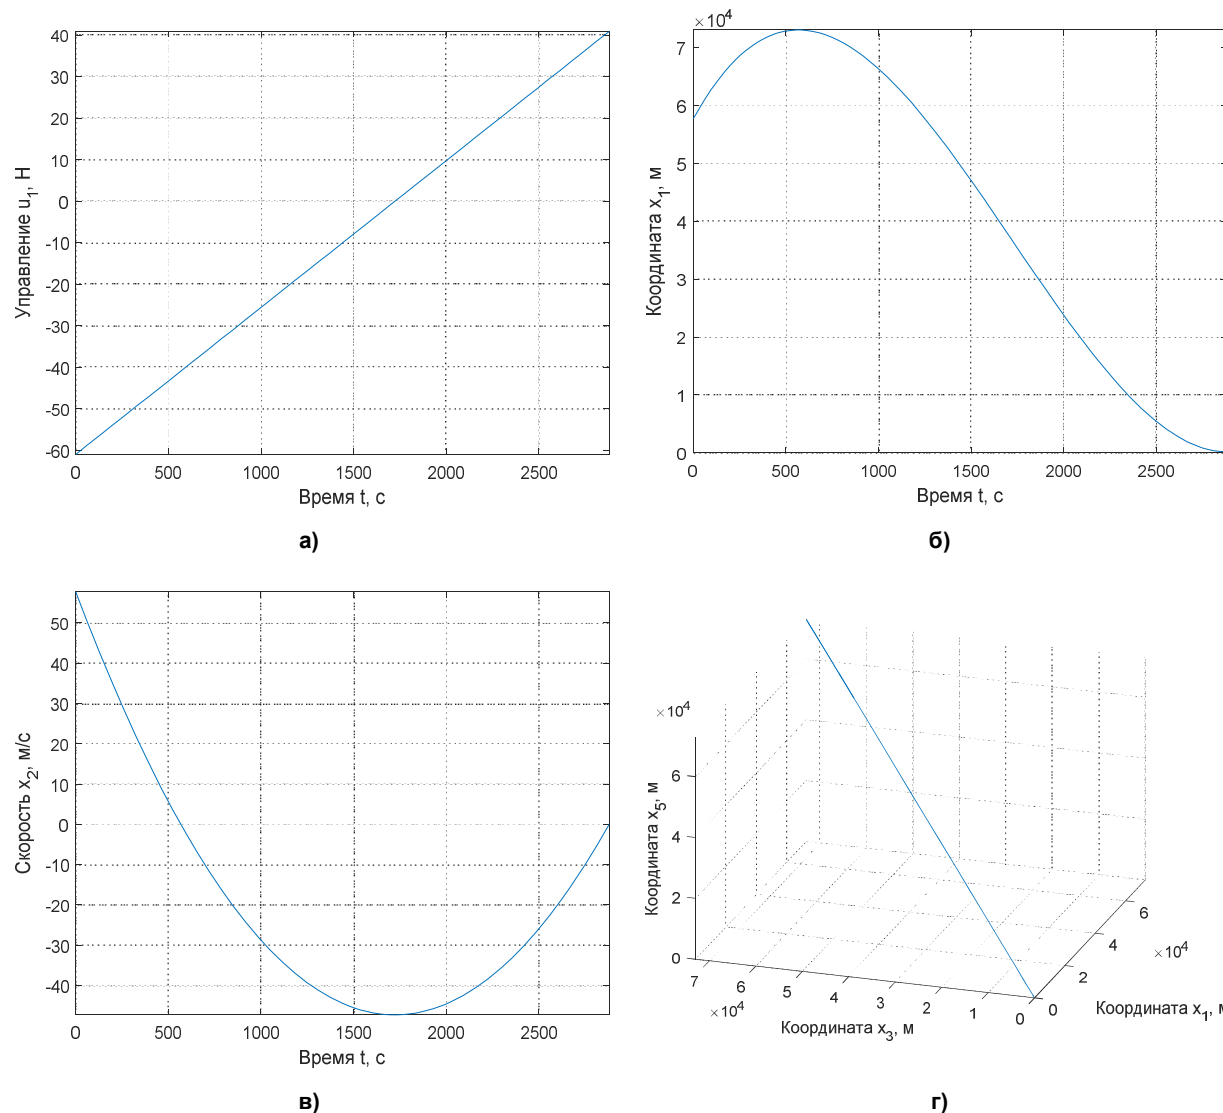 Управление u₁, Н
40
30
20
10
0
-10
-20
-30
-40
-50
-60
0 500 1000 1500 2000 2500
Время t, с
а)
×10⁴
Координата x₁, м
7
6
5
4
3
2
1
0
0 500 1000 1500 2000 2500
Время t, с
б)
Скорость x₂, м/с
50
40
30
20
10
0
-10
-20
-30
-40
0 500 1000 1500 2000 2500
Время t, с
в)
×10⁴
Координата x₅, м
6
4
2
0
7 6 5 4 3 2 1 0
×10⁴
Координата x₃, м
0 2 4 6
×10⁴
Координата x₁, м
г)